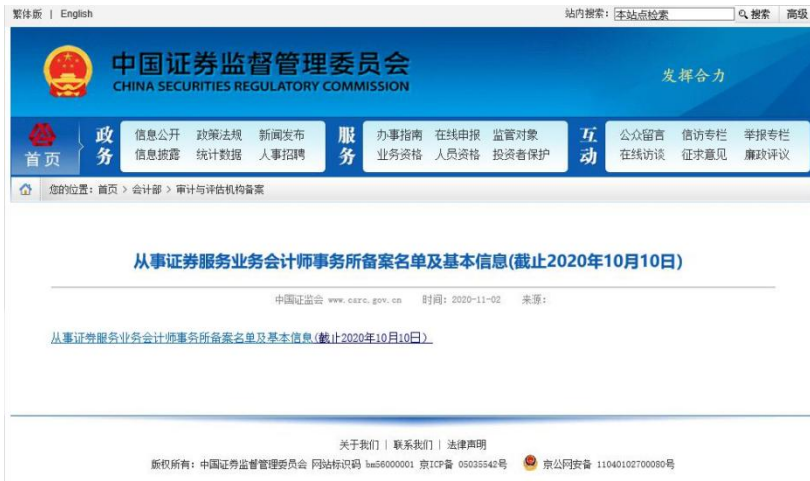 繁体版 | English 站内搜索: 本站点检索 搜索 高级
中国证券监督管理委员会
CHINA SECURITIES REGULATORY COMMISSION
发挥合力
首页 政务 信息公开 政策法规 新闻发布 服务 办事指南 在线申报 监管对象 互动 公众留言 信访专栏 举报专栏
信息披露 统计数据 人事招聘 业务资格 人员资格 投资者保护 在线访谈 征求意见 廉政评议
您的位置: 首页 > 会计部 > 审计与评估机构备案
从事证券服务业务会计师事务所备案名单及基本信息(截止2020年10月10日)
中国证监会 www.csrc.gov.cn 时间: 2020-11-02 来源:
从事证券服务业务会计师事务所备案名单及基本信息(截止2020年10月10日)
关于我们 | 联系我们 | 法律声明
版权所有: 中国证券监督管理委员会 网站标识码 bm56000001 京ICP备 05035542号 京公网安备 11040102700080号